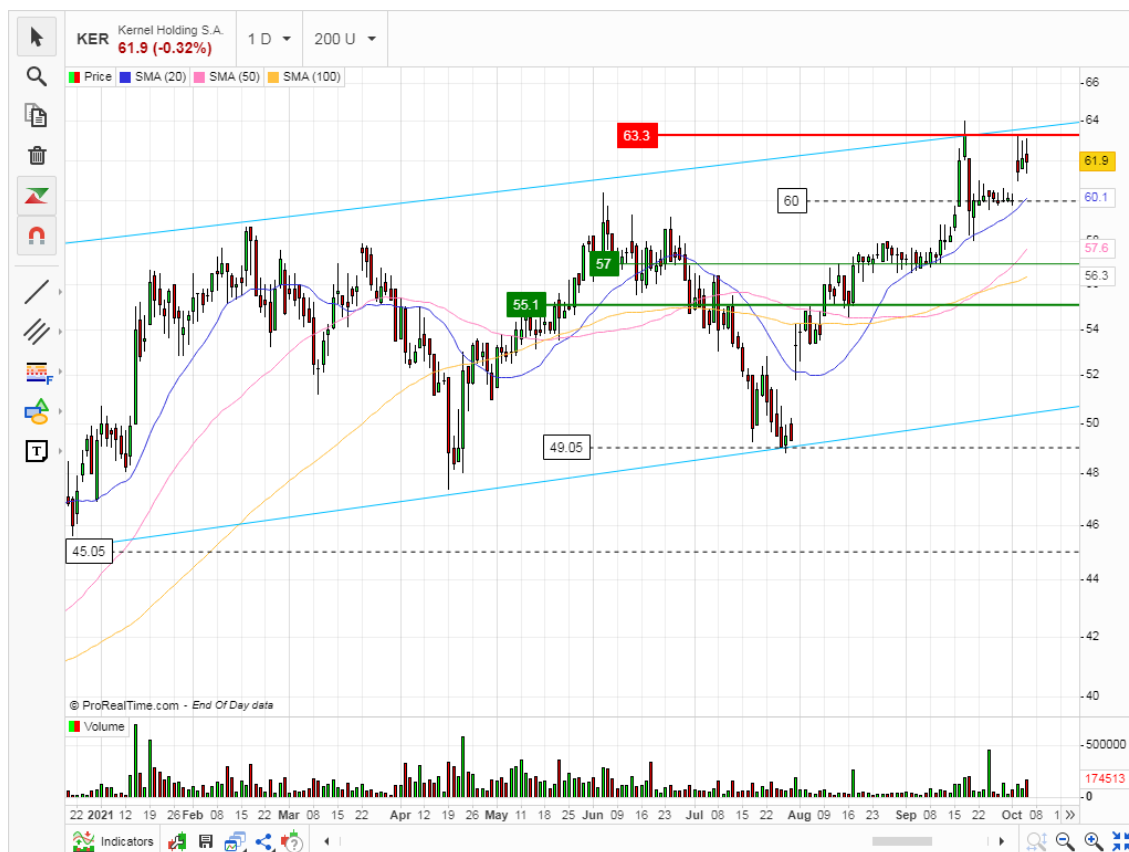 KER
Kernel Holding S.A.
61.9 (-0.32%)
1 D
200 U
Price SMA (20) SMA (50) SMA (100)
66
64
63.3
61.9
60
60.1
57.6
57
56.3
55.1
54
52
50
49.05
48
46
45.05
44
42
40
© ProRealTime.com - End Of Day data
Volume
500000
174513
0
22 2021 12 19 26 Feb 08 15 22 Mar 08 15 22 Apr 12 19 26 May 11 18 25 Jun 09 16 23 Jul 08 15 22 Aug 09 16 23 Sep 08 15 22 Oct 08
Indicators
T
F